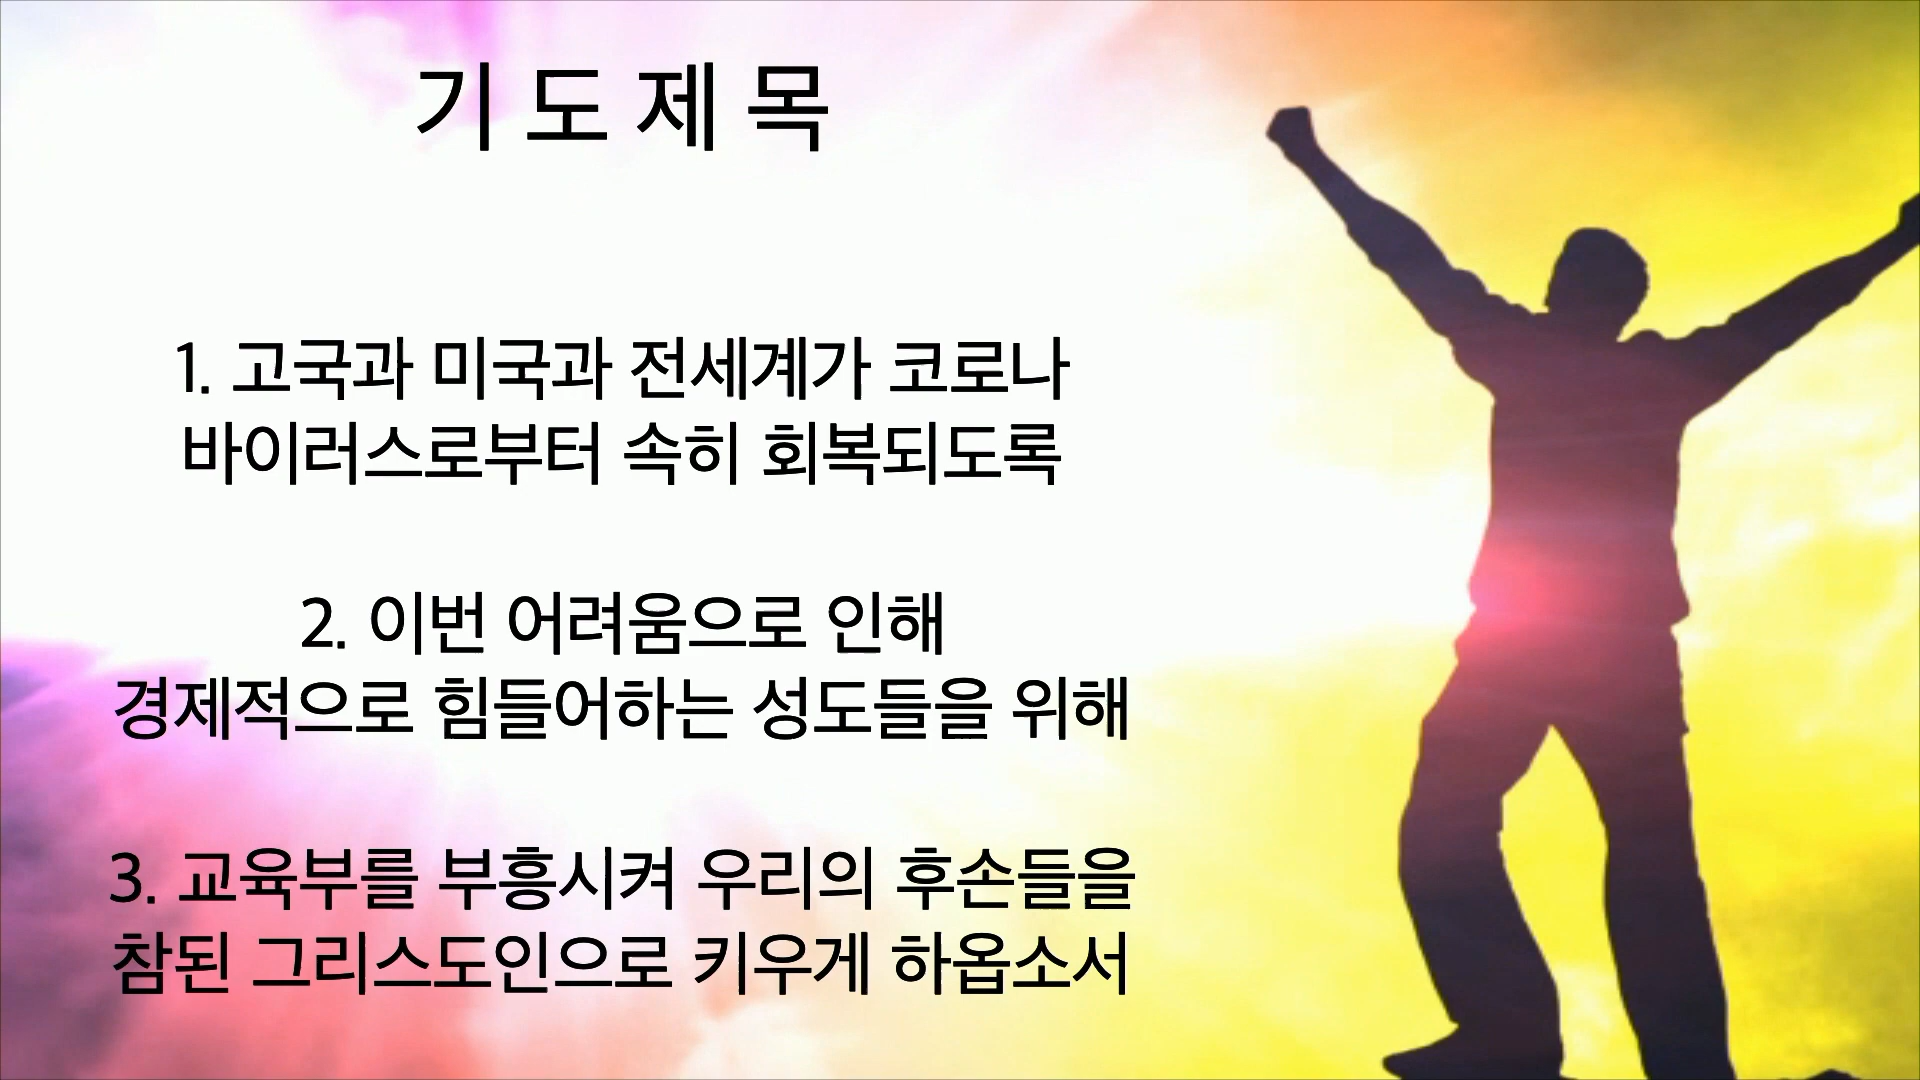 기도제목
1. 고국과 미국과 전세계가 코로나
바이러스로부터 속히 회복되도록
2. 이번 어려움으로 인해
경제적으로 힘들어하는 성도들을 위해
3. 교육부를 부흥시켜 우리의 후손들을
참된 그리스도인으로 키우게 하옵소서